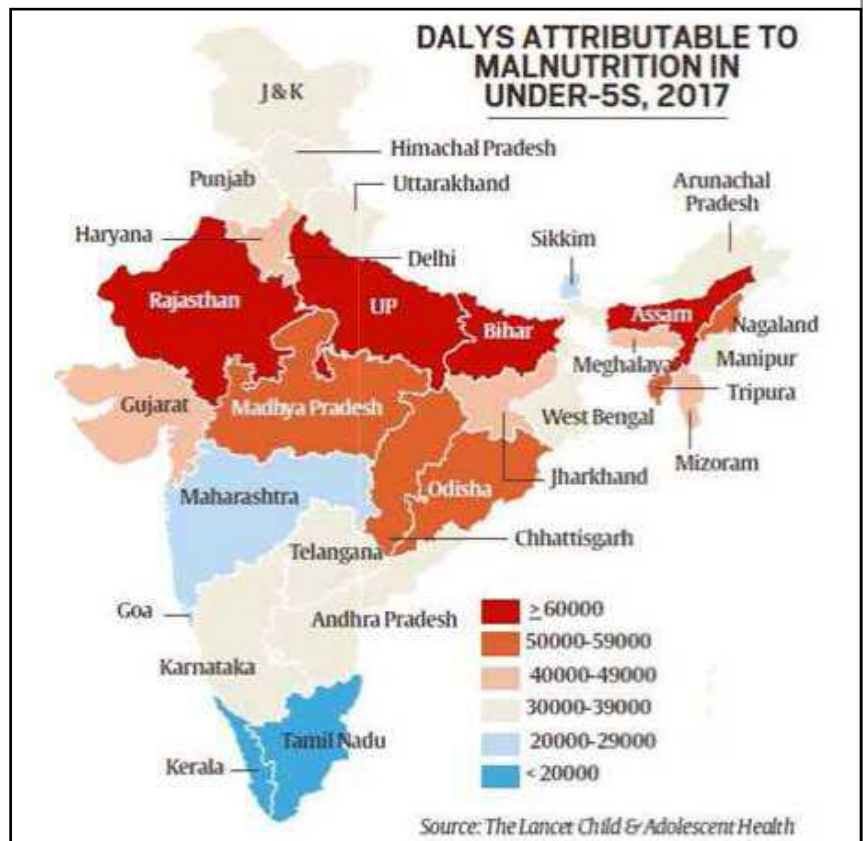 DALYS ATTRIBUTABLE TO
MALNUTRITION IN
UNDER-5S, 2017
J & K
Himachal Pradesh
Punjab
Uttarakhand
Arunachal
Pradesh
Haryana
Delhi
Sikkim
Rajasthan
UP
Bihar
Assam
Nagaland
Meghalaya
Manipur
Gujarat
Madhya Pradesh
West Bengal
Tripura
Mizoram
Maharashtra
Odisha
Jharkhand
Telangana
Chhattisgarh
Goa
Andhra Pradesh
Karnataka
Tamil Nadu
Kerala
≥ 60000
50000-59000
40000-49000
30000-39000
20000-29000
< 20000
Source: The Lancet Child & Adolescent Health